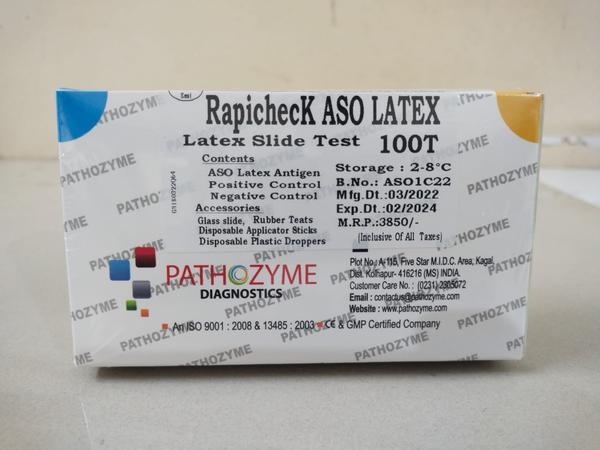 5ml
RapichecK ASO LATEX
Latex Slide Test 100T
Contents
ASO Latex Antigen
Positive Control
Negative Control
Accessories
Glass slide, Rubber Teats
Disposable Applicator Sticks
Disposable Plastic Droppers
Storage : 2-8°C
B.No.: ASO1C22
Mfg.Dt.:03/2022
Exp.Dt:02/2024
M.R.P.:3850/-
(Inclusive Of All Taxes)
PATHOZYME
DIAGNOSTICS
Plot No.: A-115, Five Star M.I.D.C. Area, Kagal,
Dist. Kolhapur- 416216 (MS) INDIA.
Customer Care No. : (0231) 2305072
Email : contactus@pathozyme.com
Website : www.pathozyme.com
An ISO 9001 : 2008 & 13485 : 2003 CE & GMP Certified Company
PATHOZYME